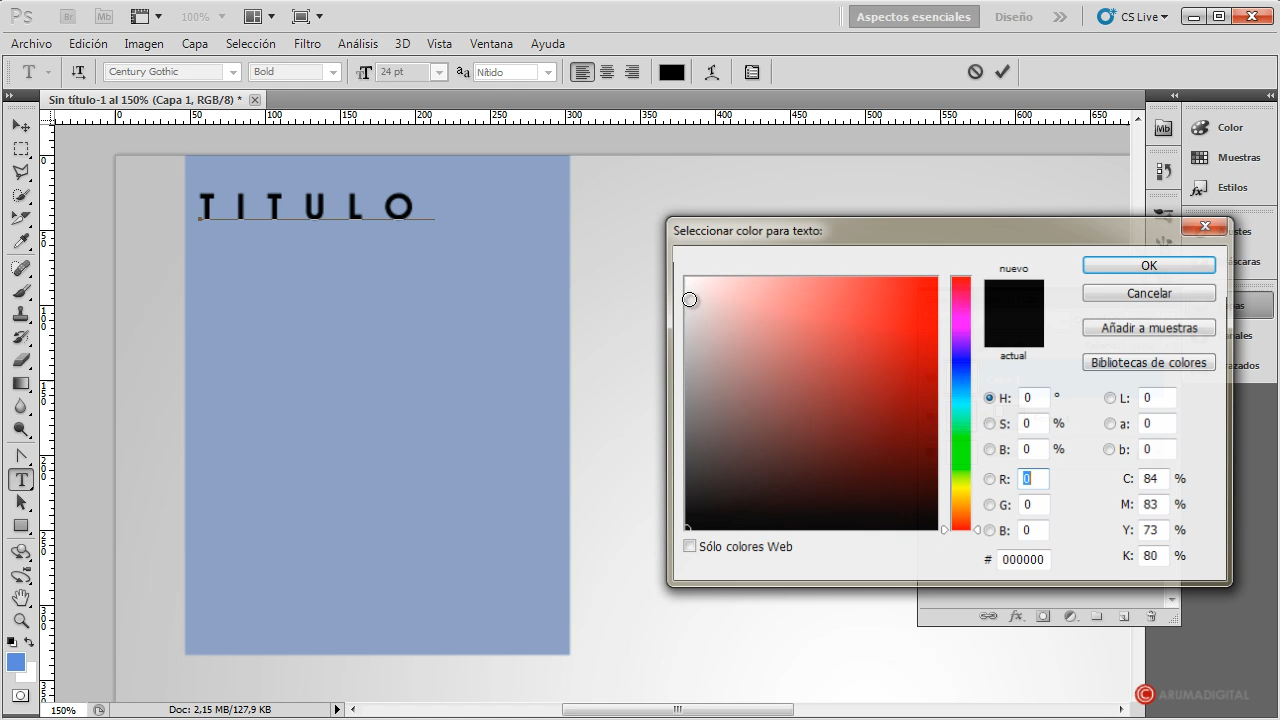 Ps Br Mb 100% Aspectos esenciales Diseño CS Live
Archivo Edición Imagen Capa Selección Filtro Análisis 3D Vista Ventana Ayuda
T Century Gothic Bold 24 pt Nítido
Sin título-1 al 150% (Capa 1, RGB/8) *
0 50 100 150 200 250 300 350 400 450 500 550 600 650
Mb Color
Muestras
Estilos
TITULO
Seleccionar color para texto:
nuevo
OK
Cancelar
Añadir a muestras
actual
Bibliotecas de colores
H: 0 ° L: 0
S: 0 % a: 0
B: 0 % b: 0
R: 0 C: 84 %
G: 0 M: 83 %
B: 0 Y: 73 %
# 000000 K: 80 %
Sólo colores Web
150% Doc: 2,15 MB/127,9 KB
© ARUMADIGITAL